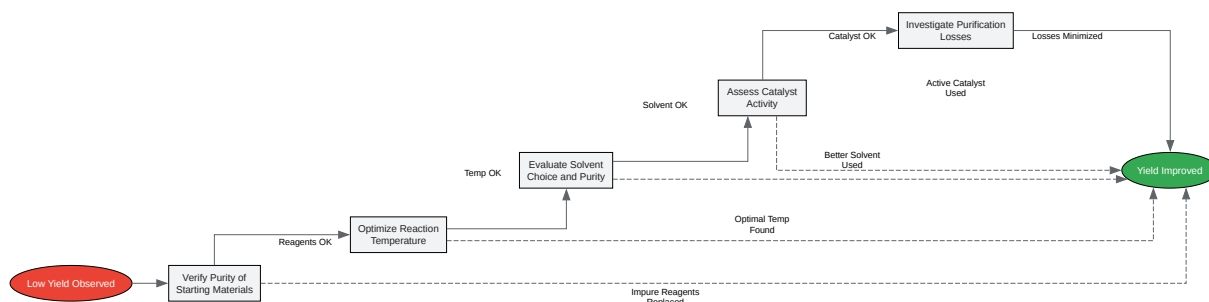 Investigate Purification
Losses
Catalyst OK
Losses Minimized
Assess Catalyst
Activity
Active Catalyst
Used
Solvent OK
Evaluate Solvent
Choice and Purity
Better Solvent
Used
Temp OK
Yield Improved
Optimize Reaction
Temperature
Optimal Temp
Found
Reagents OK
Low Yield Observed
Verify Purity of
Starting Materials
Impure Reagents
Replaced